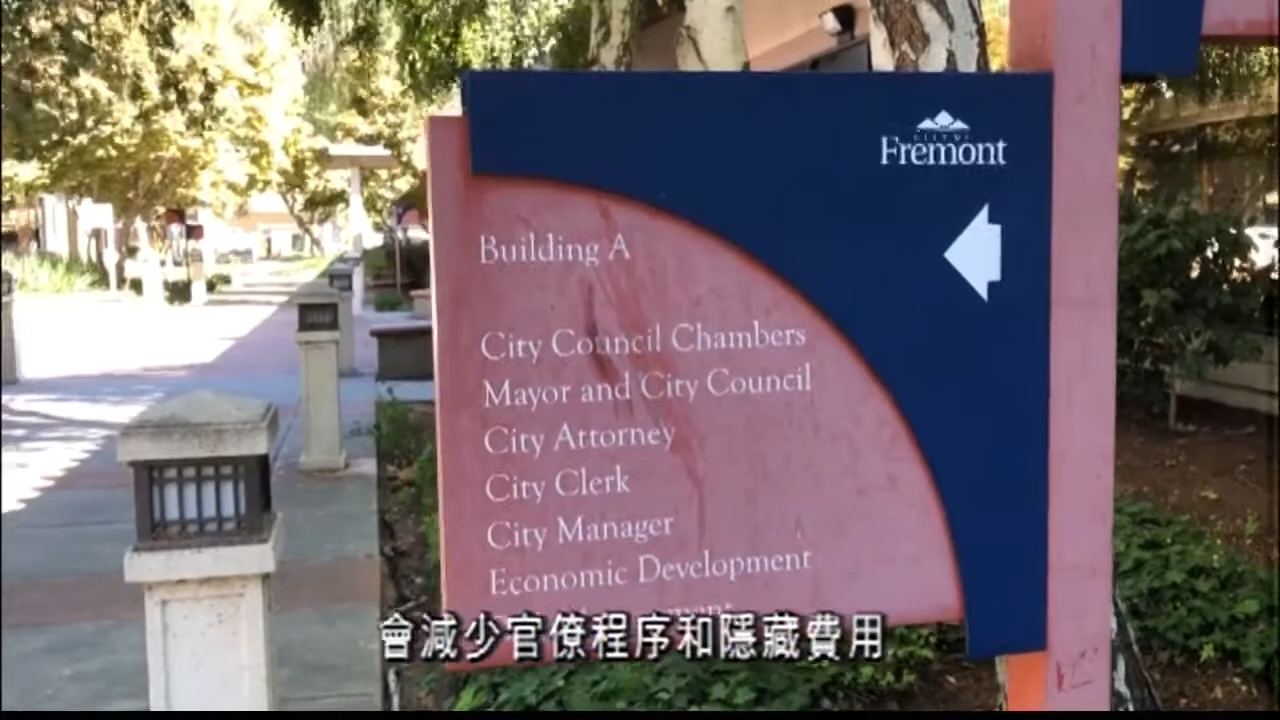 CITY OF
Fremont
Building A
City Council Chambers
Mayor and City Council
City Attorney
City Clerk
City Manager
Economic Development
會減少官僚程序和隱藏費用